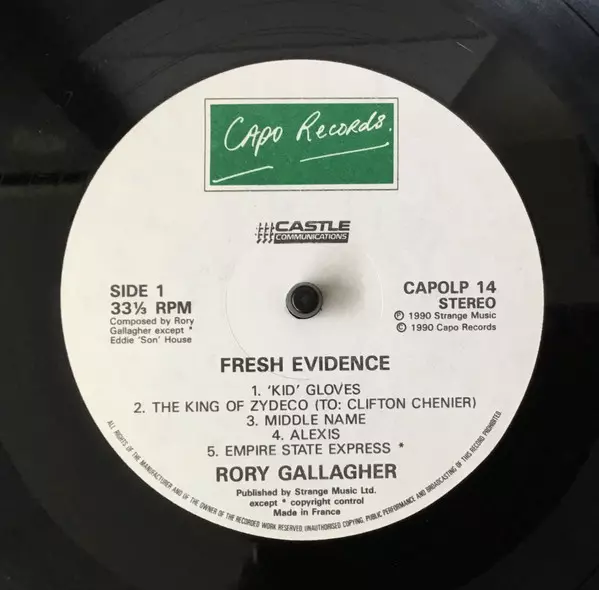 Capo Records.
CASTLE
COMMUNICATIONS
SIDE 1
33⅓ RPM
Composed by Rory
Gallagher except *
Eddie 'Son' House
CAPOLP 14
STEREO
Ⓟ 1990 Strange Music
© 1990 Capo Records
FRESH EVIDENCE
1. 'KID' GLOVES
2. THE KING OF ZYDECO (TO: CLIFTON CHENIER)
3. MIDDLE NAME
4. ALEXIS
5. EMPIRE STATE EXPRESS *
RORY GALLAGHER
Published by Strange Music Ltd.
except * copyright control
Made in France
ALL RIGHTS OF THE MANUFACTURER AND OF THE OWNER OF THE RECORDED WORK RESERVED. UNAUTHORISED COPYING, PUBLIC PERFORMANCE AND BROADCASTING OF THIS RECORD PROHIBITED.